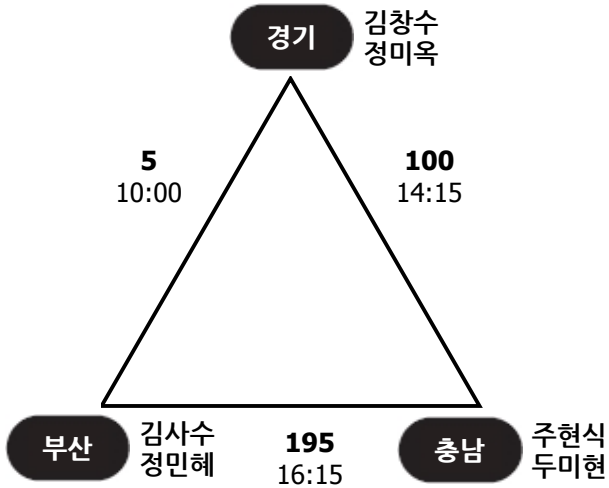 경기
김창수
정미옥
5
10:00
100
14:15
부산
김사수
정민혜
195
16:15
충남
주현식
두미현